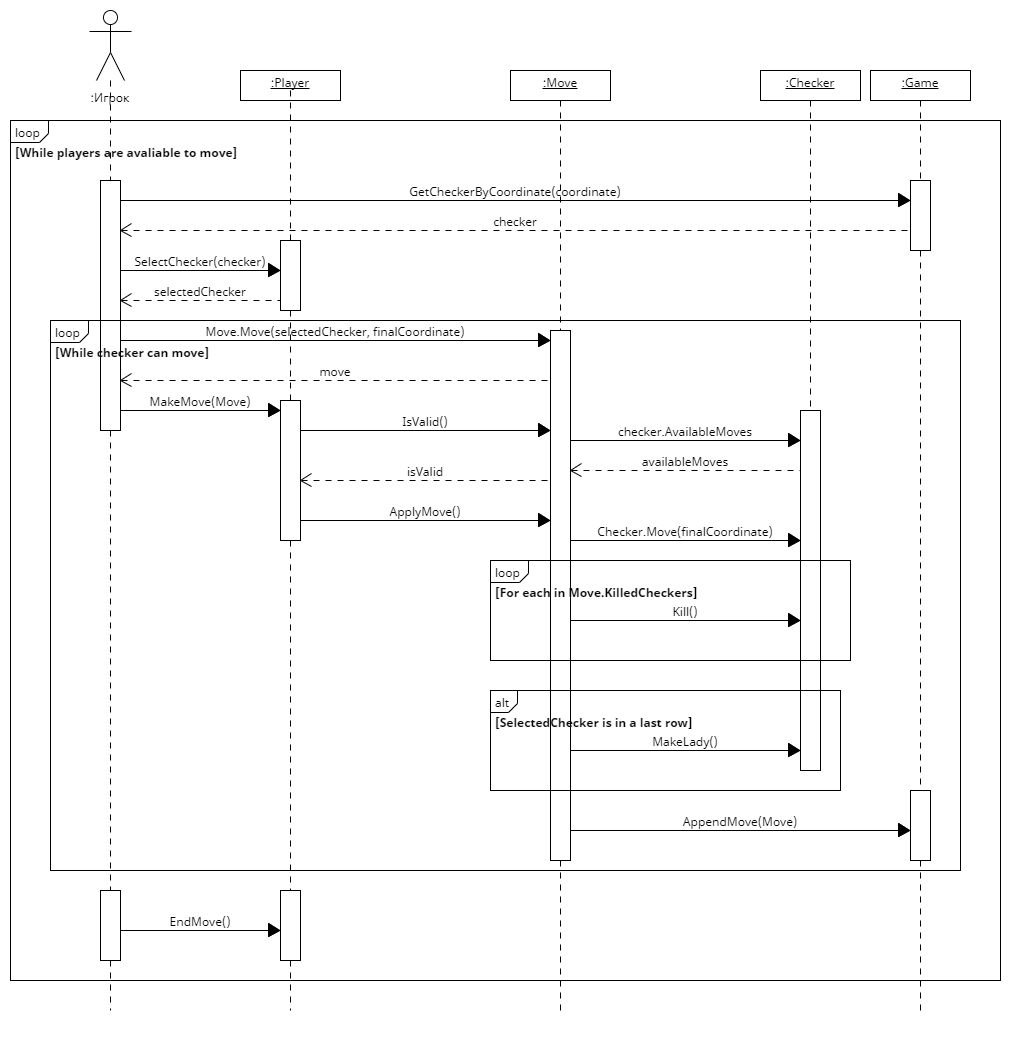 :Игрок
:Player
:Move
:Checker
:Game
loop
[While players are avaliable to move]
GetCheckerByCoordinate(coordinate)
checker
SelectChecker(checker)
selectedChecker
loop
Move.Move(selectedChecker, finalCoordinate)
[While checker can move]
move
MakeMove(Move)
IsValid()
checker.AvailableMoves
availableMoves
isValid
ApplyMove()
Checker.Move(finalCoordinate)
loop
[For each in Move.KilledCheckers]
Kill()
alt
[SelectedChecker is in a last row]
MakeLady()
AppendMove(Move)
EndMove()